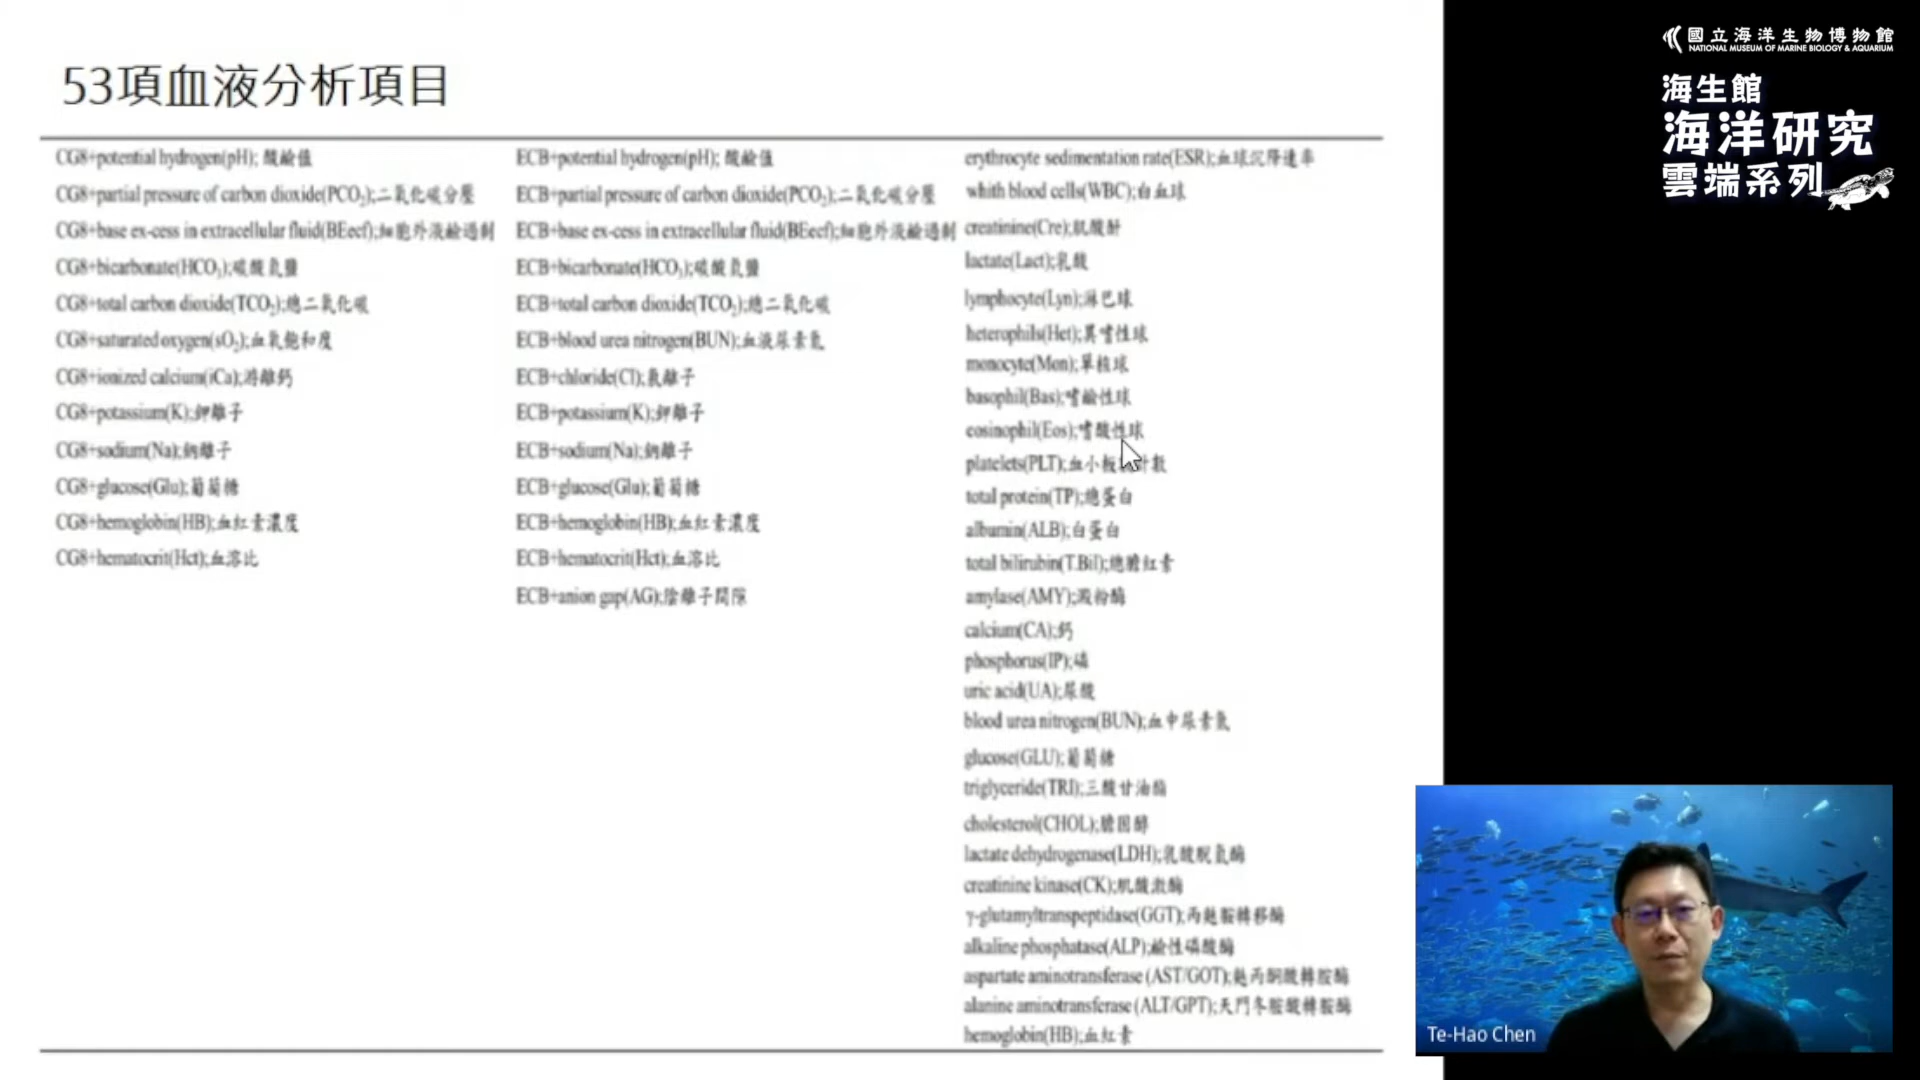 53項血液分析項目
CG8+potential hydrogen(pH); 酸鹼值
CG8+partial pressure of carbon dioxide(PCO₂);二氧化碳分壓
CG8+base ex-cess in extracellular fluid(BEecf);細胞外液鹼過剩
CG8+bicarbonate(HCO₃);碳酸氫鹽
CG8+total carbon dioxide(TCO₂);總二氧化碳
CG8+saturated oxygen(sO₂);血氧飽和度
CG8+ionized calcium(iCa);游離鈣
CG8+potassium(K);鉀離子
CG8+sodium(Na);鈉離子
CG8+glucose(Glu);葡萄糖
CG8+hemoglobin(HB);血紅素濃度
CG8+hematocrit(Hct);血溶比
ECB+potential hydrogen(pH); 酸鹼值
ECB+partial pressure of carbon dioxide(PCO₂);二氧化碳分壓
ECB+base ex-cess in extracellular fluid(BEecf);細胞外液鹼過剩
ECB+bicarbonate(HCO₃);碳酸氫鹽
ECB+total carbon dioxide(TCO₂);總二氧化碳
ECB+blood urea nitrogen(BUN);血液尿素氮
ECB+chloride(Cl);氯離子
ECB+potassium(K);鉀離子
ECB+sodium(Na);鈉離子
ECB+glucose(Glu);葡萄糖
ECB+hemoglobin(HB);血紅素濃度
ECB+hematocrit(Hct);血溶比
ECB+anion gap(AG);陰離子間隙
erythrocyte sedimentation rate(ESR);血球沉降速率
whith blood cells(WBC);白血球
creatinine(Cre);肌酸酐
lactate(Lact);乳酸
lymphocyte(Lyn);淋巴球
heterophils(Het);異嗜性球
monocyte(Mon);單核球
basophil(Bas);嗜鹼性球
eosinophil(Eos);嗜酸性球
platelets(PLT);血小板計數
total protein(TP);總蛋白
albumin(ALB);白蛋白
total bilirubin(T.Bil);總膽紅素
amylase(AMY);澱粉酶
calcium(CA);鈣
phosphorus(IP);磷
uric acid(UA);尿酸
blood urea nitrogen(BUN);血中尿素氮
glucose(GLU);葡萄糖
triglyceride(TRI);三酸甘油酯
cholesterol(CHOL);膽固醇
lactate dehydrogenase(LDH);乳酸脫氫酶
creatinine kinase(CK);肌酸激酶
γ-glutamyltranspeptidase(GGT);丙麩胺轉移酶
alkaline phosphatase(ALP);鹼性磷酸酶
aspartate aminotransferase (AST/GOT);麩丙酮酸轉胺酶
alanine aminotransferase (ALT/GPT);天門冬胺酸轉胺酶
hemoglobin(HB);血紅素
國立海洋生物博物館
NATIONAL MUSEUM OF MARINE BIOLOGY & AQUARIUM
海生館
海洋研究
雲端系列
Te-Hao Chen